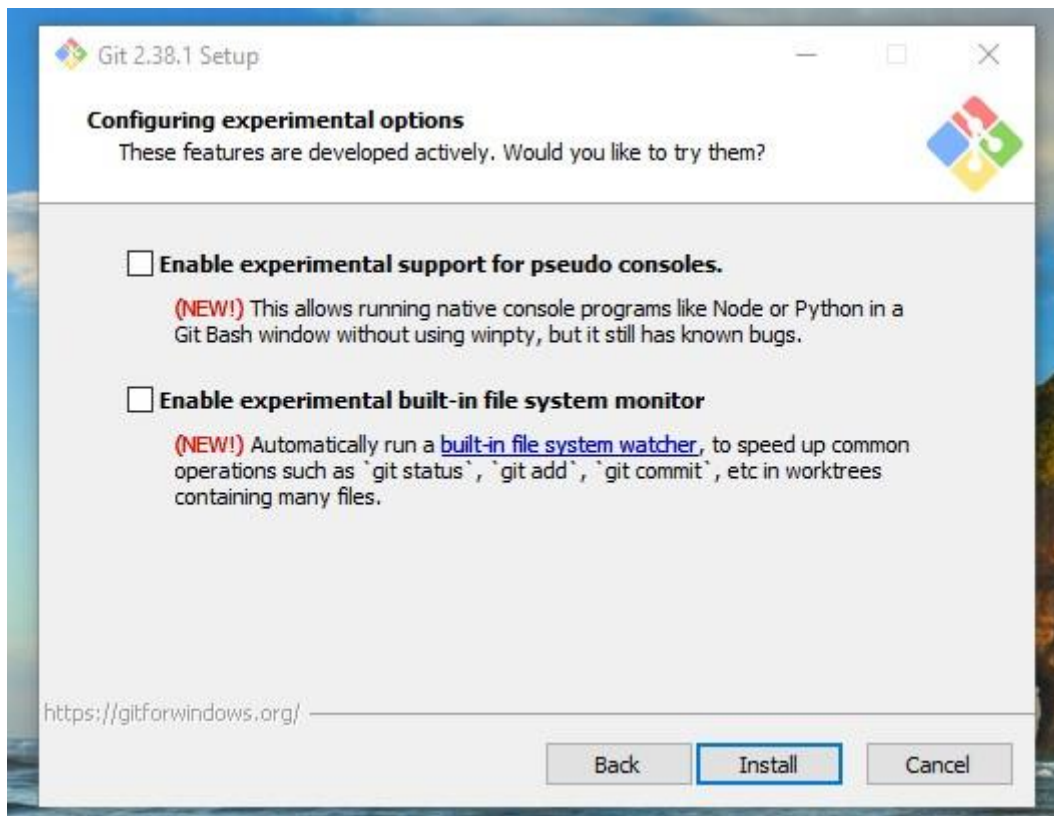 Git 2.38.1 Setup
Configuring experimental options
These features are developed actively. Would you like to try them?
Enable experimental support for pseudo consoles.
(NEW!) This allows running native console programs like Node or Python in a
Git Bash window without using winpty, but it still has known bugs.
Enable experimental built-in file system monitor
(NEW!) Automatically run a built-in file system watcher, to speed up common
operations such as `git status`, `git add`, `git commit`, etc in worktrees
containing many files.
https://gitforwindows.org/
Back Install Cancel